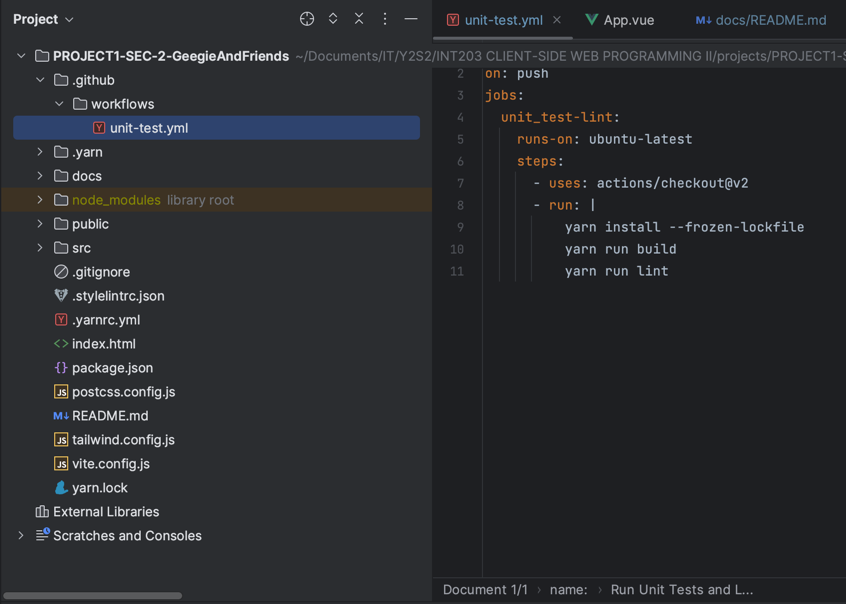 Project
unit-test.yml
App.vue
M↓ docs/README.md
PROJECT1-SEC-2-GeegieAndFriends ~/Documents/IT/Y2S2/INT203 CLIENT-SIDE WEB PROGRAMMING II/projects/PROJECT1-S
.github
workflows
unit-test.yml
.yarn
docs
node_modules library root
public
src
.gitignore
.stylelintrc.json
.yarnrc.yml
index.html
package.json
postcss.config.js
M↓ README.md
tailwind.config.js
vite.config.js
yarn.lock
External Libraries
Scratches and Consoles
2 on: push
3 jobs:
4 unit_test-lint:
5 runs-on: ubuntu-latest
6 steps:
7 - uses: actions/checkout@v2
8 - run: |
9 yarn install --frozen-lockfile
10 yarn run build
11 yarn run lint
Document 1/1 › name: › Run Unit Tests and L...